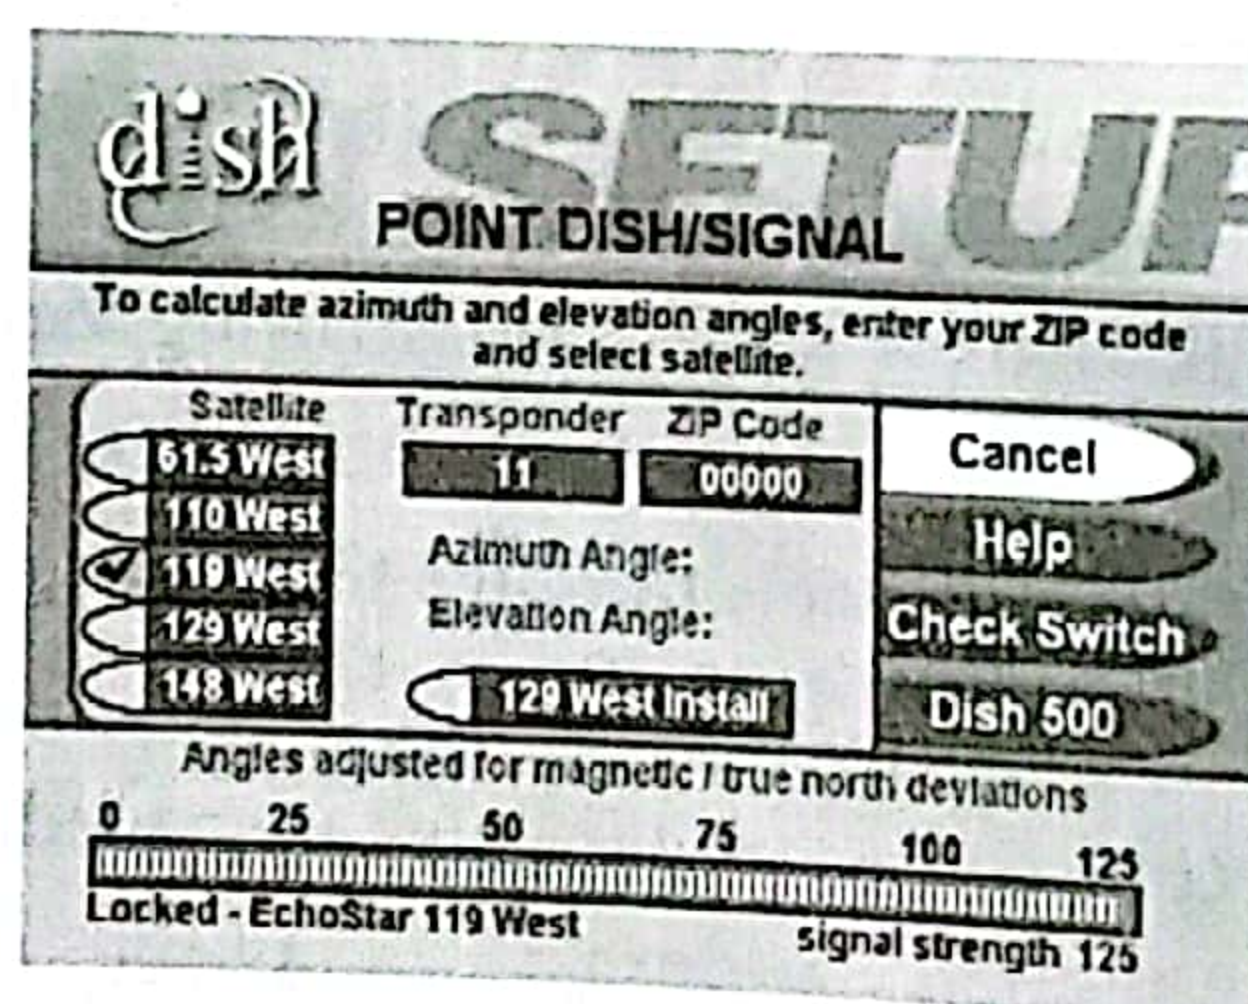 dish
SETUP
POINT DISH/SIGNAL
To calculate azimuth and elevation angles, enter your ZIP code
and select satellite.
Satellite
61.5 West
110 West
119 West
129 West
148 West
Transponder
11
ZIP Code
00000
Azimuth Angle:
Elevation Angle:
129 West Install
Cancel
Help
Check Switch
Dish 500
Angles adjusted for magnetic / true north deviations
0 25 50 75 100 125
Locked - EchoStar 119 West
signal strength 125